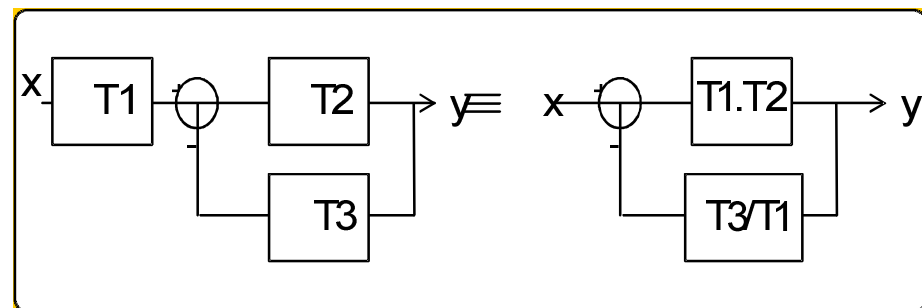 x T1 + - T2 T3 y ≡
x + - T1.T2 T3/T1 y